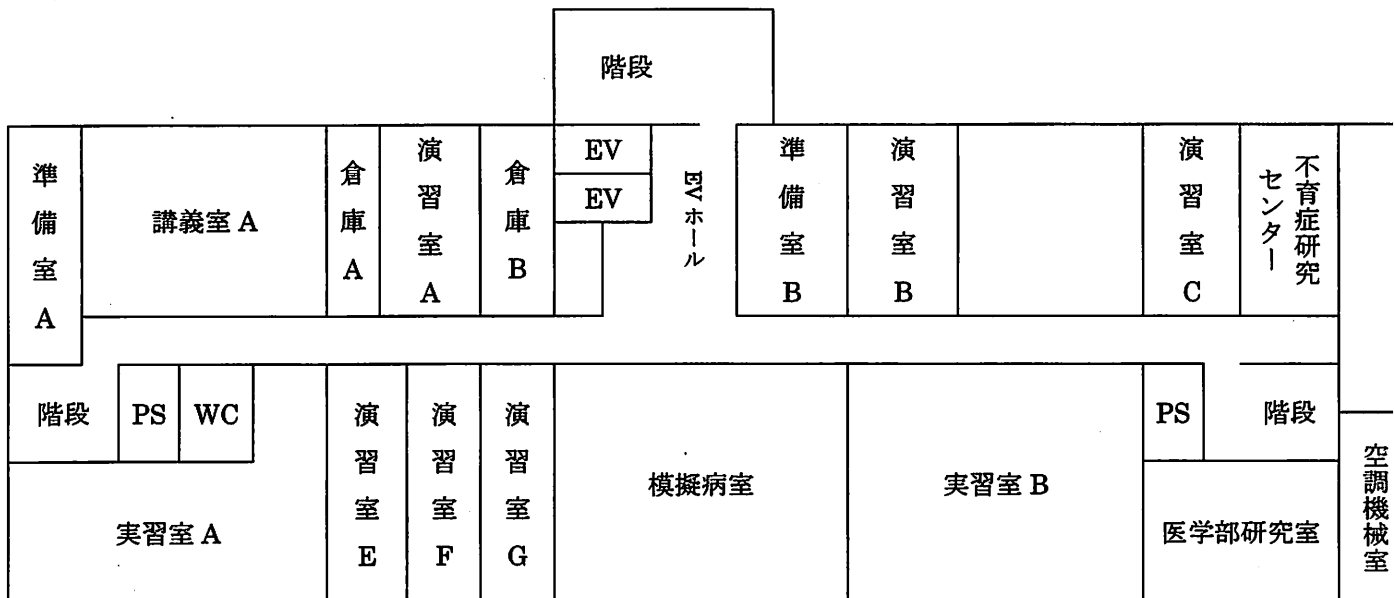 階段
準備室A
講義室 A
倉庫A
演習室A
倉庫B
EV
EV
EVホール
準備室B
演習室B
演習室C
不育症研究
センター
階段
PS
WC
演習室E
演習室F
演習室G
模擬病室
実習室 B
PS
階段
実習室 A
医学部研究室
空調機械室